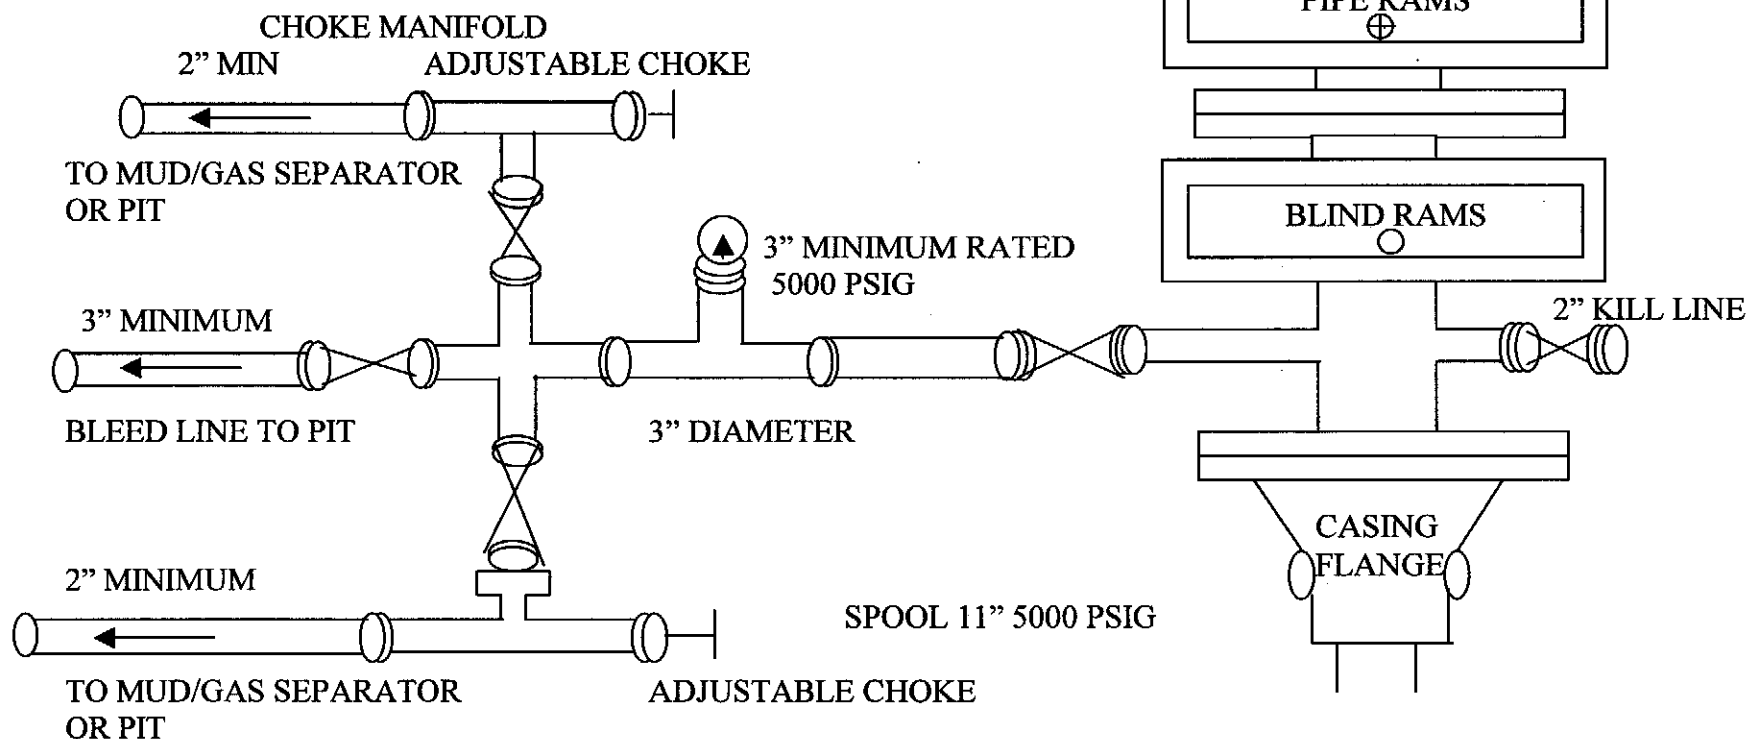 PIPE RAMS
CHOKE MANIFOLD
2” MIN
ADJUSTABLE CHOKE
TO MUD/GAS SEPARATOR
OR PIT
BLIND RAMS
3” MINIMUM RATED
5000 PSIG
3” MINIMUM
2” KILL LINE
BLEED LINE TO PIT
3” DIAMETER
CASING
FLANGE
2” MINIMUM
SPOOL 11” 5000 PSIG
TO MUD/GAS SEPARATOR
OR PIT
ADJUSTABLE CHOKE